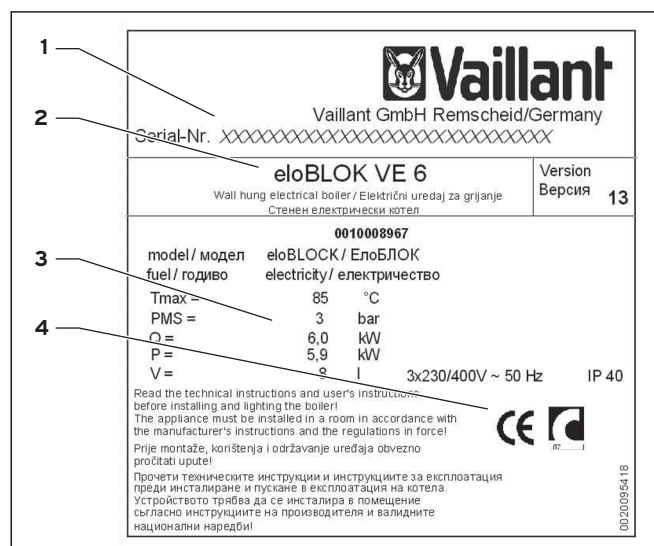 1
Vaillant
Vaillant GmbH Remscheid/Germany
2
Serial-Nr. XXXXXXXXXXXXXXXXXXXXXXXXXXXX
eloBLOK VE 6
Wall hung electrical boiler / Električni uredaj za grijanje
Стенен електрически котел
Version
Версия 13
0010008967
model / модел eloBLOCK / ЕлоБЛОК
3
fuel / годиво electricity / електричество
Tmax = 85 °C
PMS = 3 bar
4
Q = 6,0 kW
P = 5,9 kW
V = 8 l 3x230/400V ~ 50 Hz IP 40
Read the technical instructions and user's instructions
before installing and lighting the boiler!
The appliance must be installed in a room in accordance with
the manufacturer's instructions and the regulations in force!
CE
07
Prije montaže, korištenja i održavanje uređaja obvezno
pročitati upute!
Прочети техническите инструкции и инструкциите за експлоатация
преди инсталиране и пускане в експлоатация на котела.
Устройството трябва да се инсталира в помещение
съгласно инструкциите на производителя и валидните
национални наредби!
0020095418